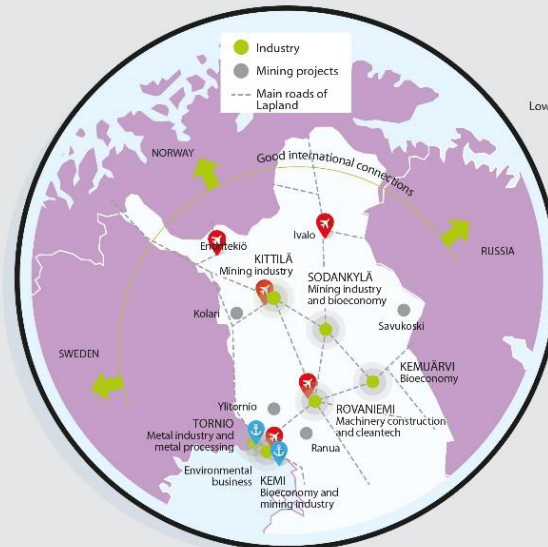 Industry
Mining projects
Main roads of
Lapland
Low
NORWAY
Good international connections
Enontekiö
Ivalo
RUSSIA
KITTILÄ
Mining industry
SODANKYLÄ
Mining industry
and bioeconomy
Kolari
Savukoski
SWEDEN
KEMIJÄRVI
Bioeconomy
Ylitornio
ROVANIEMI
Machinery construction
and cleantech
TORNIO
Metal industry and
metal processing
Ranua
Environmental
business
KEMI
Bioeconomy and
mining industry